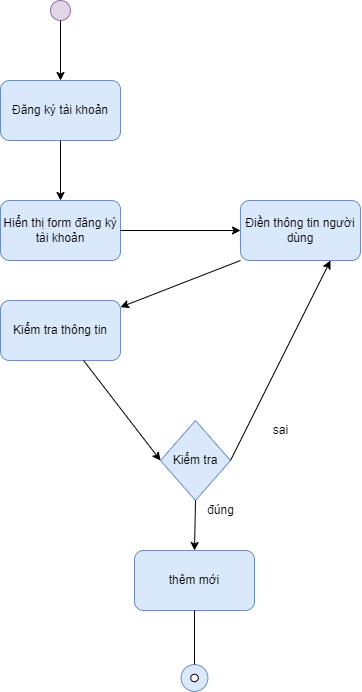 Đăng ký tài khoản
Hiển thị form đăng ký
tài khoản
Điền thông tin người
dùng
Kiểm tra thông tin
Kiểm tra
sai
đúng
thêm mới